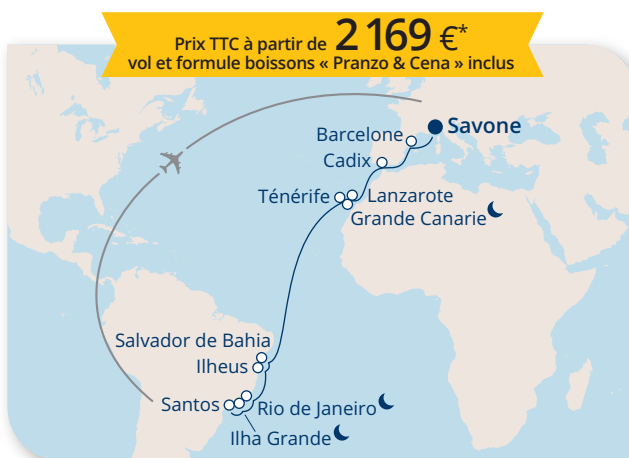 Prix TTC à partir de 2 169 €*
vol et formule boissons « Pranzo & Cena » inclus
Barcelone
Savone
Cadix
Ténérife
Lanzarote
Grande Canarie
Salvador de Bahia
Ilheus
Santos
Rio de Janeiro
Ilha Grande